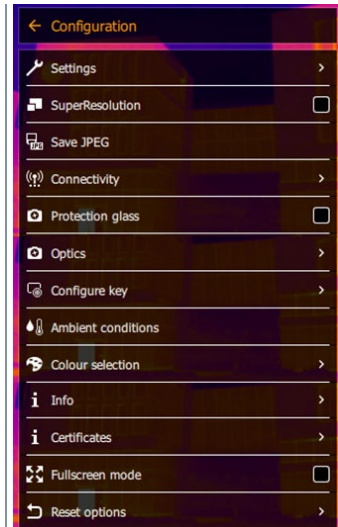 Configuration
Settings
SuperResolution
JPG
Save JPEG
Connectivity
Protection glass
Optics
Configure key
Ambient conditions
Colour selection
Info
Certificates
Fullscreen mode
Reset options